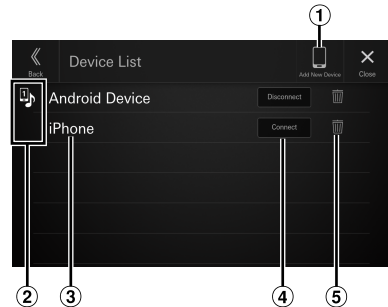 1
Back
Device List
Add New Device
Close
1
Android Device
Disconnect
iPhone
Connect
2
3
4
5